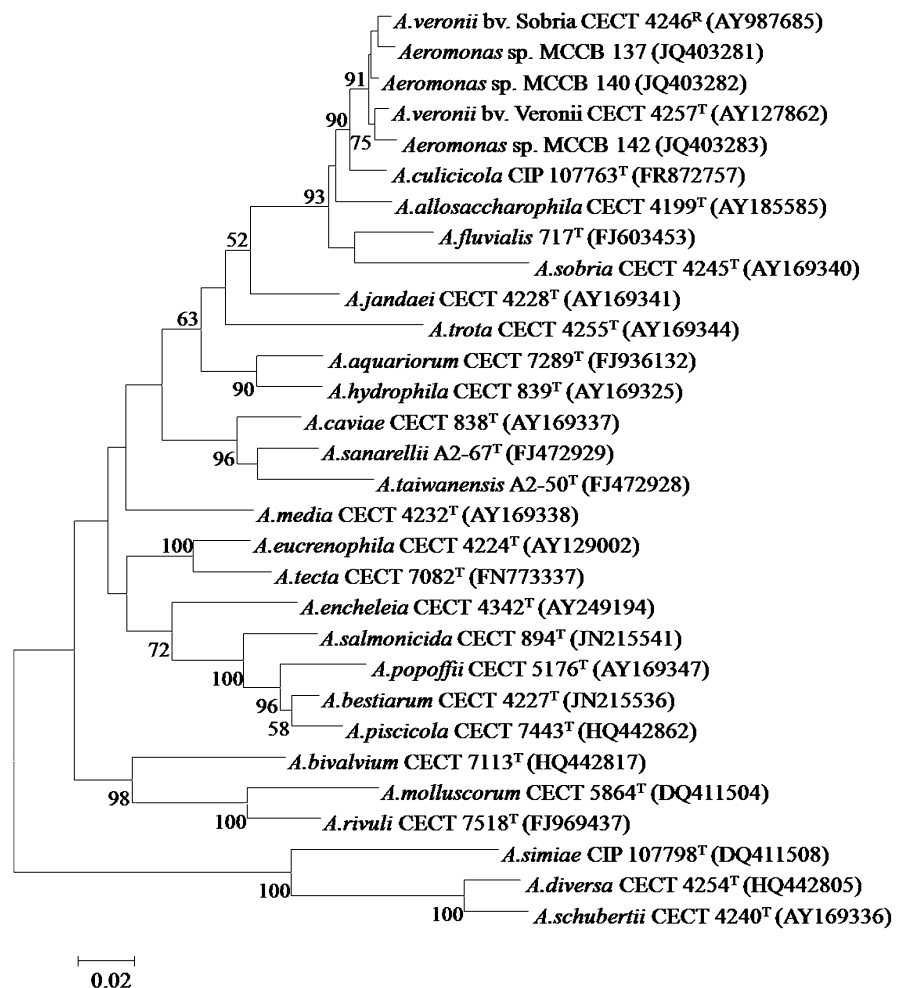 A.veronii bv. Sobria CECT 4246ᴿ (AY987685)
Aeromonas sp. MCCB 137 (JQ403281)
Aeromonas sp. MCCB 140 (JQ403282)
91
A.veronii bv. Veronii CECT 4257ᵀ (AY127862)
90
75
Aeromonas sp. MCCB 142 (JQ403283)
A.culicicola CIP 107763ᵀ (FR872757)
93
A.allosaccharophila CECT 4199ᵀ (AY185585)
52
A.fluvialis 717ᵀ (FJ603453)
A.sobria CECT 4245ᵀ (AY169340)
A.jandaei CECT 4228ᵀ (AY169341)
63
A.trota CECT 4255ᵀ (AY169344)
A.aquariorum CECT 7289ᵀ (FJ936132)
90
A.hydrophila CECT 839ᵀ (AY169325)
A.caviae CECT 838ᵀ (AY169337)
96
A.sanarellii A2-67ᵀ (FJ472929)
A.taiwanensis A2-50ᵀ (FJ472928)
A.media CECT 4232ᵀ (AY169338)
100
A.eucrenophila CECT 4224ᵀ (AY129002)
A.tecta CECT 7082ᵀ (FN773337)
A.encheleia CECT 4342ᵀ (AY249194)
72
A.salmonicida CECT 894ᵀ (JN215541)
100
A.popoffii CECT 5176ᵀ (AY169347)
96
A.bestiarum CECT 4227ᵀ (JN215536)
58
A.piscicola CECT 7443ᵀ (HQ442862)
A.bivalvium CECT 7113ᵀ (HQ442817)
98
A.molluscorum CECT 5864ᵀ (DQ411504)
100
A.rivuli CECT 7518ᵀ (FJ969437)
A.simiae CIP 107798ᵀ (DQ411508)
100
A.diversa CECT 4254ᵀ (HQ442805)
100
A.schubertii CECT 4240ᵀ (AY169336)
0.02